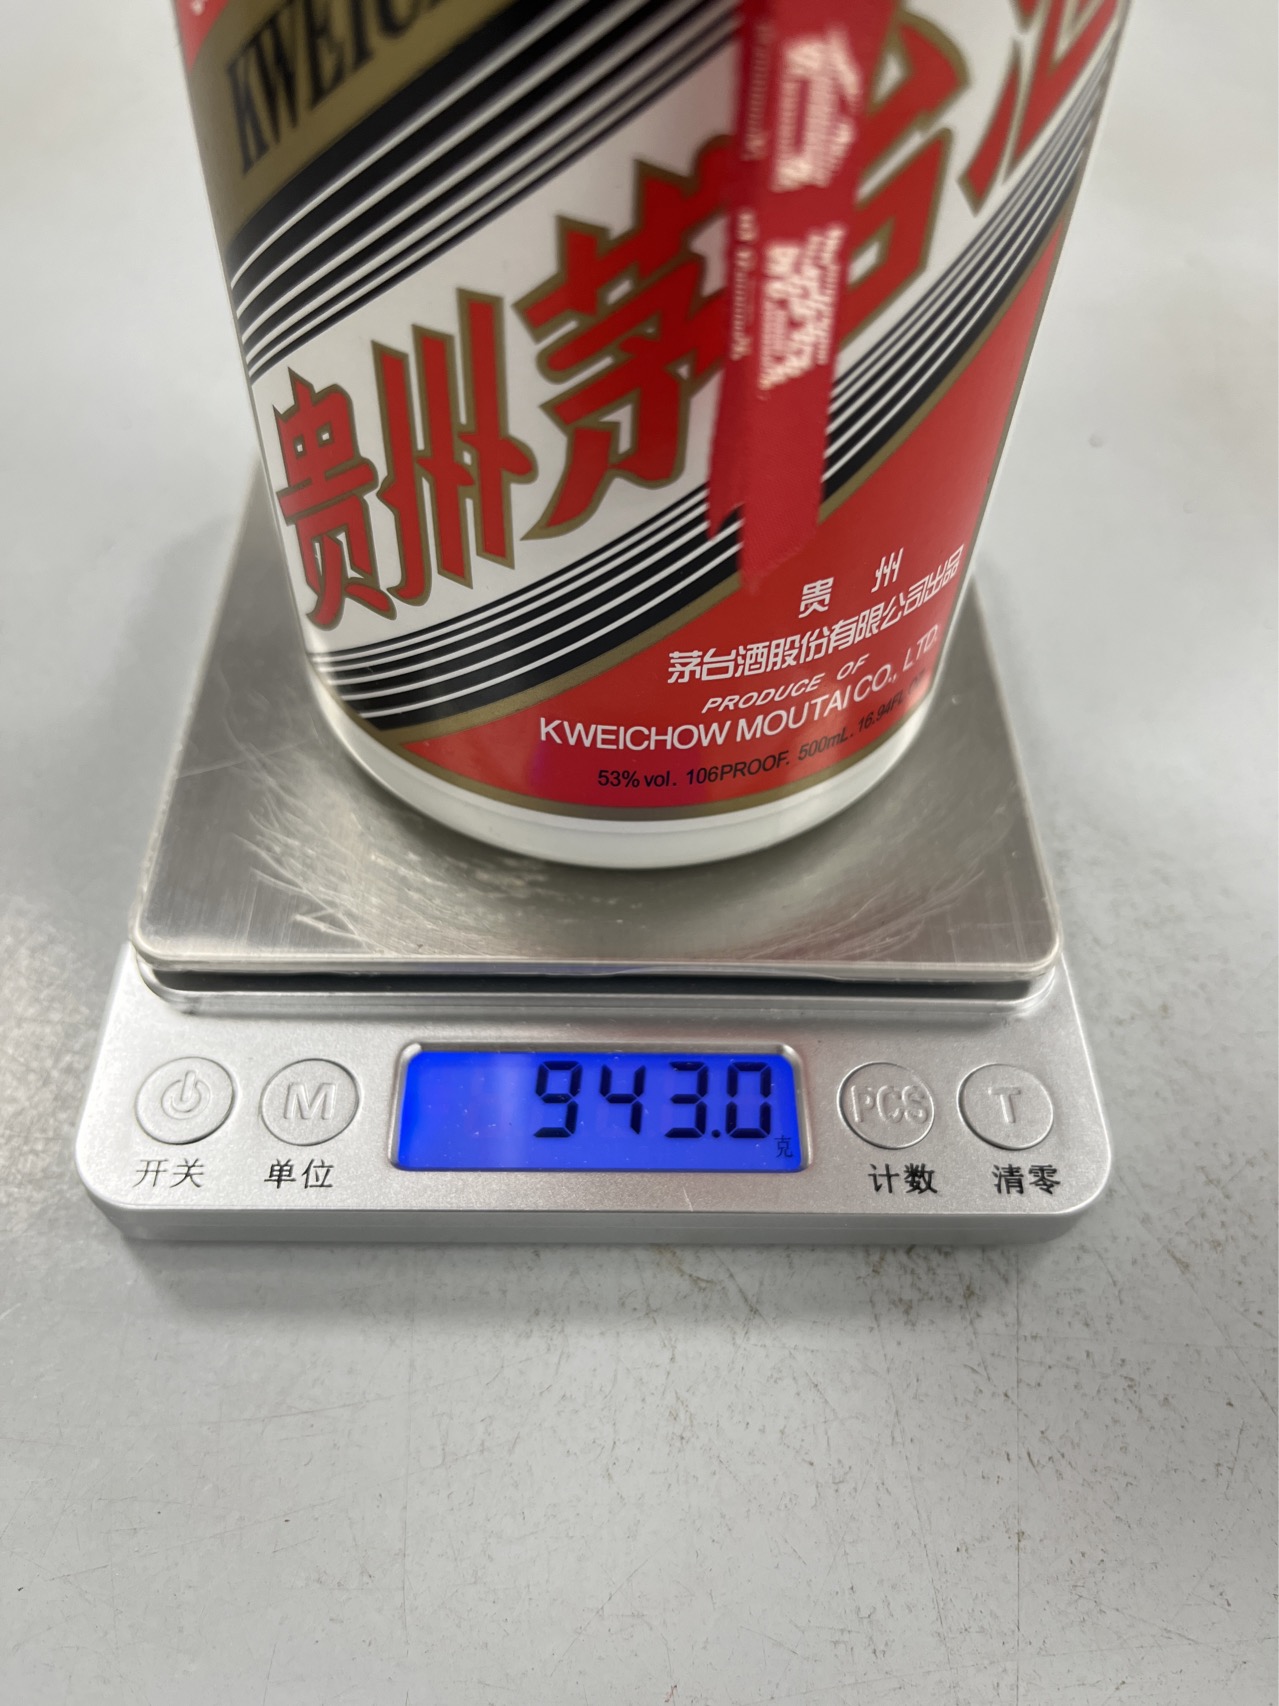 贵州茅台酒
贵 州
茅台酒股份有限公司出品
PRODUCE OF
KWEICHOW MOUTAI CO., LTD.
53% vol. 106PROOF. 500mL. 16.94FL
943.0
克
M
PCS
T
开关
单位
计数
清零